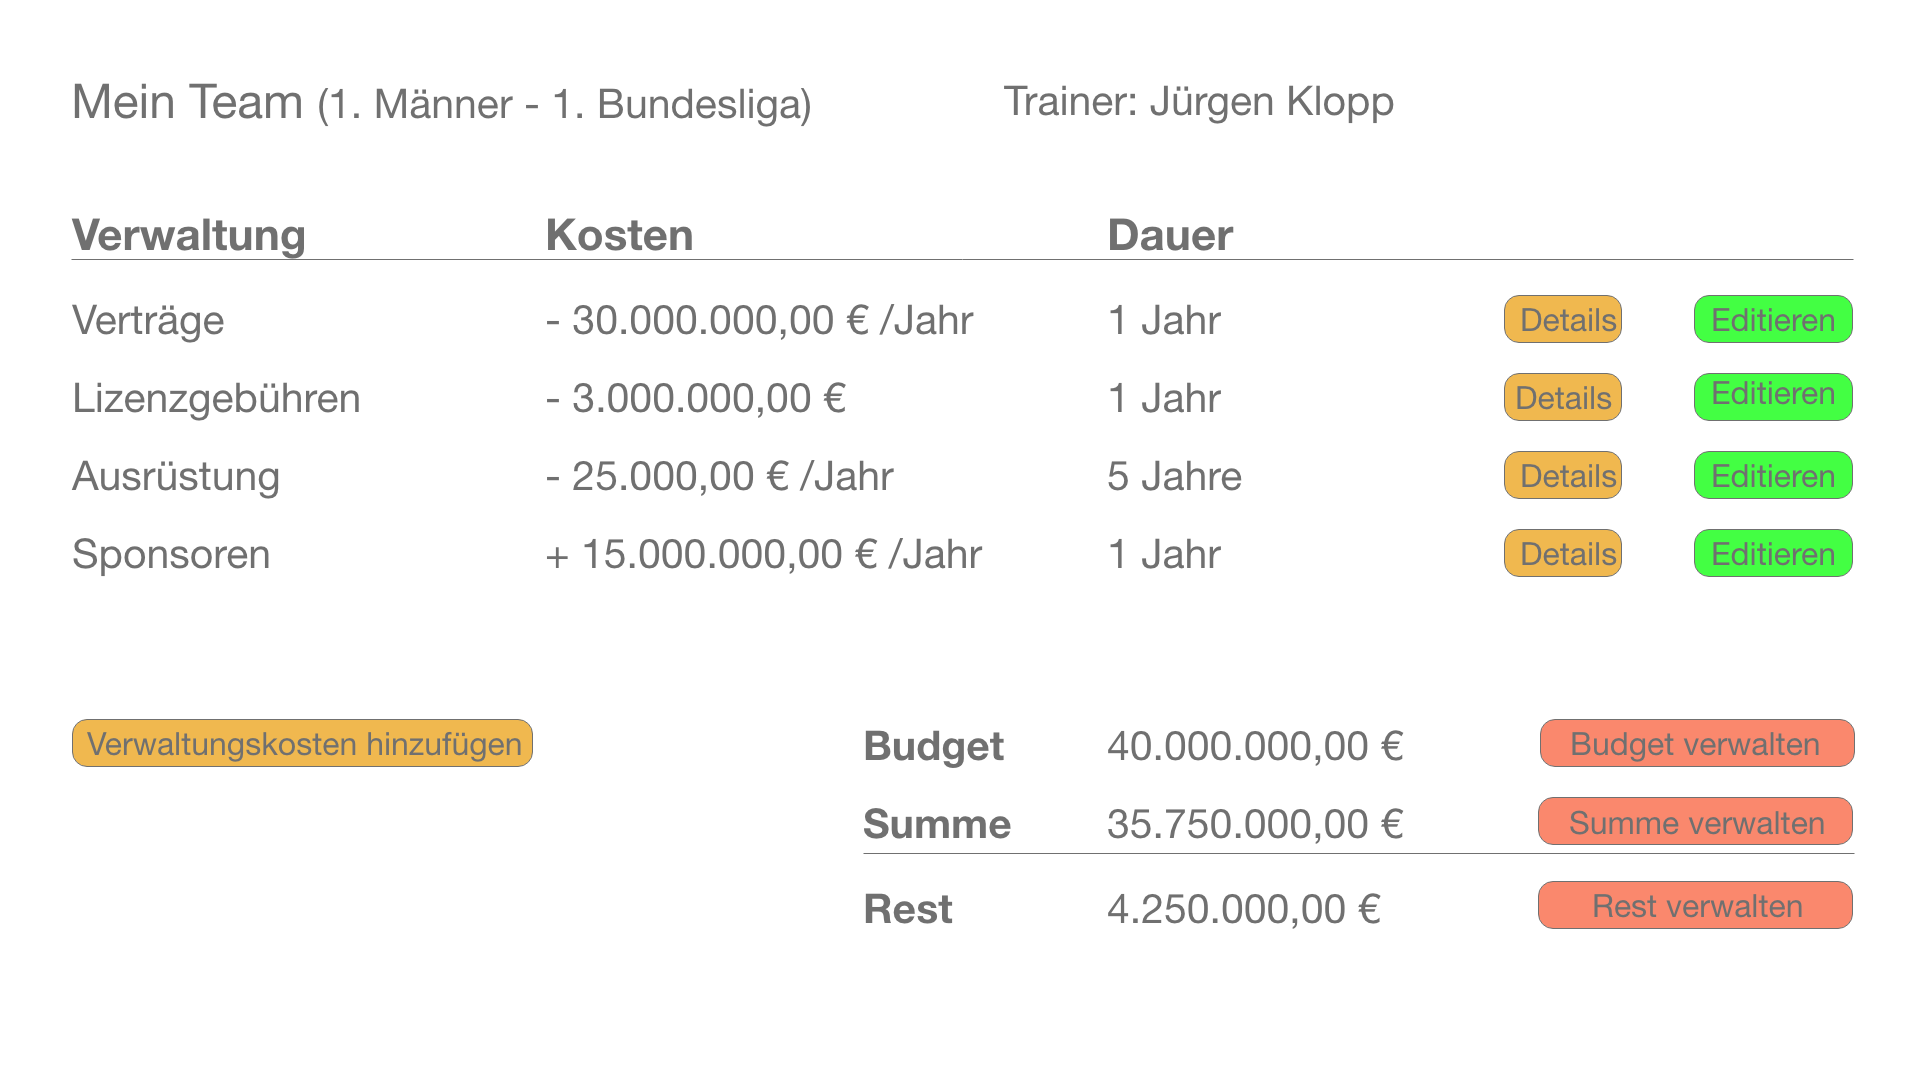 Mein Team (1. Männer - 1. Bundesliga) Trainer: Jürgen Klopp
Verwaltung Kosten Dauer
Verträge - 30.000.000,00 € /Jahr 1 Jahr Details Editieren
Lizenzgebühren - 3.000.000,00 € 1 Jahr Details Editieren
Ausrüstung - 25.000,00 € /Jahr 5 Jahre Details Editieren
Sponsoren + 15.000.000,00 € /Jahr 1 Jahr Details Editieren
Verwaltungskosten hinzufügen Budget 40.000.000,00 € Budget verwalten
Summe 35.750.000,00 € Summe verwalten
Rest 4.250.000,00 € Rest verwalten